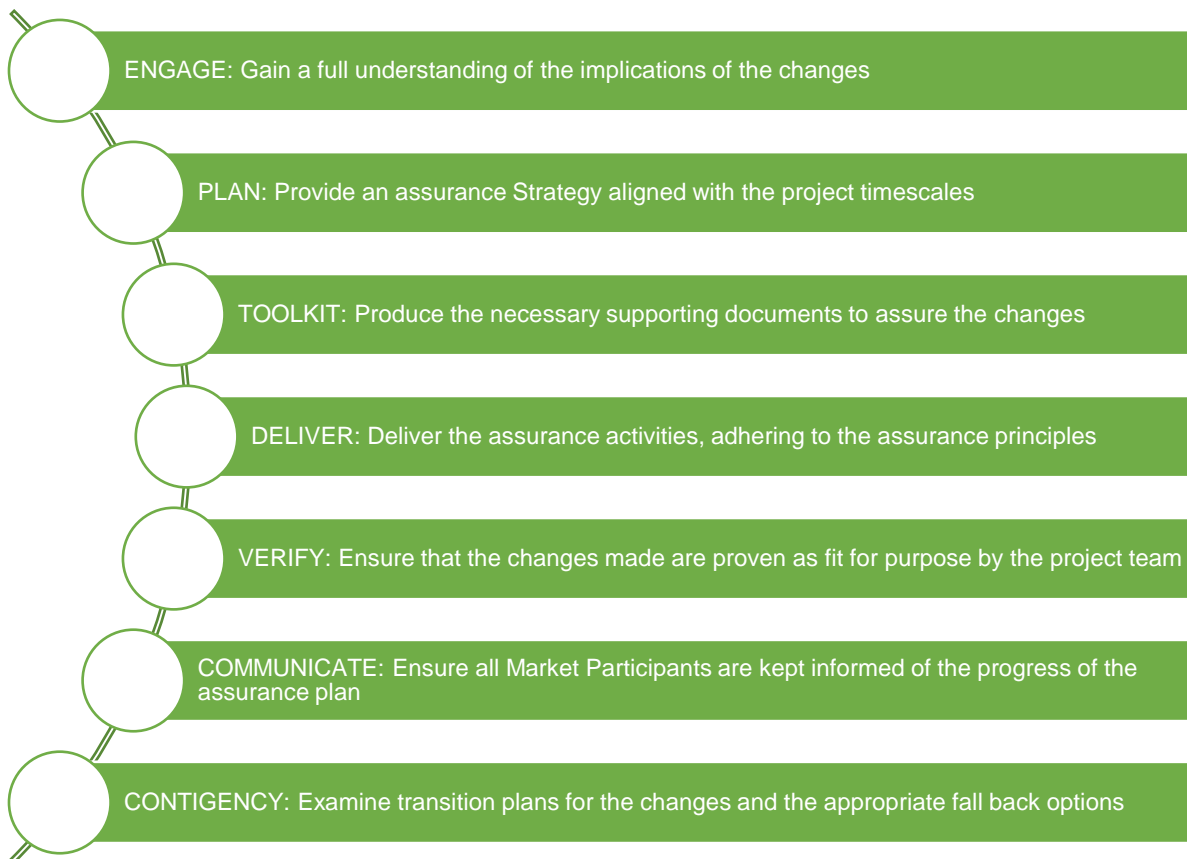 ENGAGE: Gain a full understanding of the implications of the changes
PLAN: Provide an assurance Strategy aligned with the project timescales
TOOLKIT: Produce the necessary supporting documents to assure the changes
DELIVER: Deliver the assurance activities, adhering to the assurance principles
VERIFY: Ensure that the changes made are proven as fit for purpose by the project team
COMMUNICATE: Ensure all Market Participants are kept informed of the progress of the
assurance plan
CONTIGENCY: Examine transition plans for the changes and the appropriate fall back options